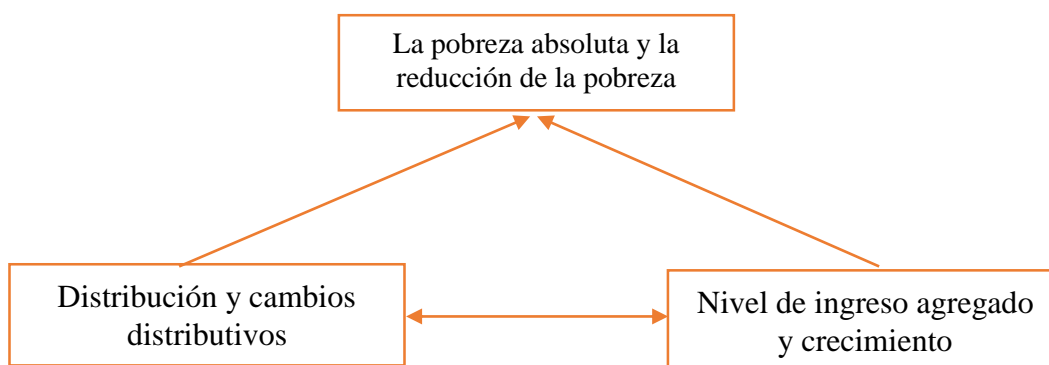 La pobreza absoluta y la
reducción de la pobreza
Distribución y cambios
distributivos
Nivel de ingreso agregado
y crecimiento